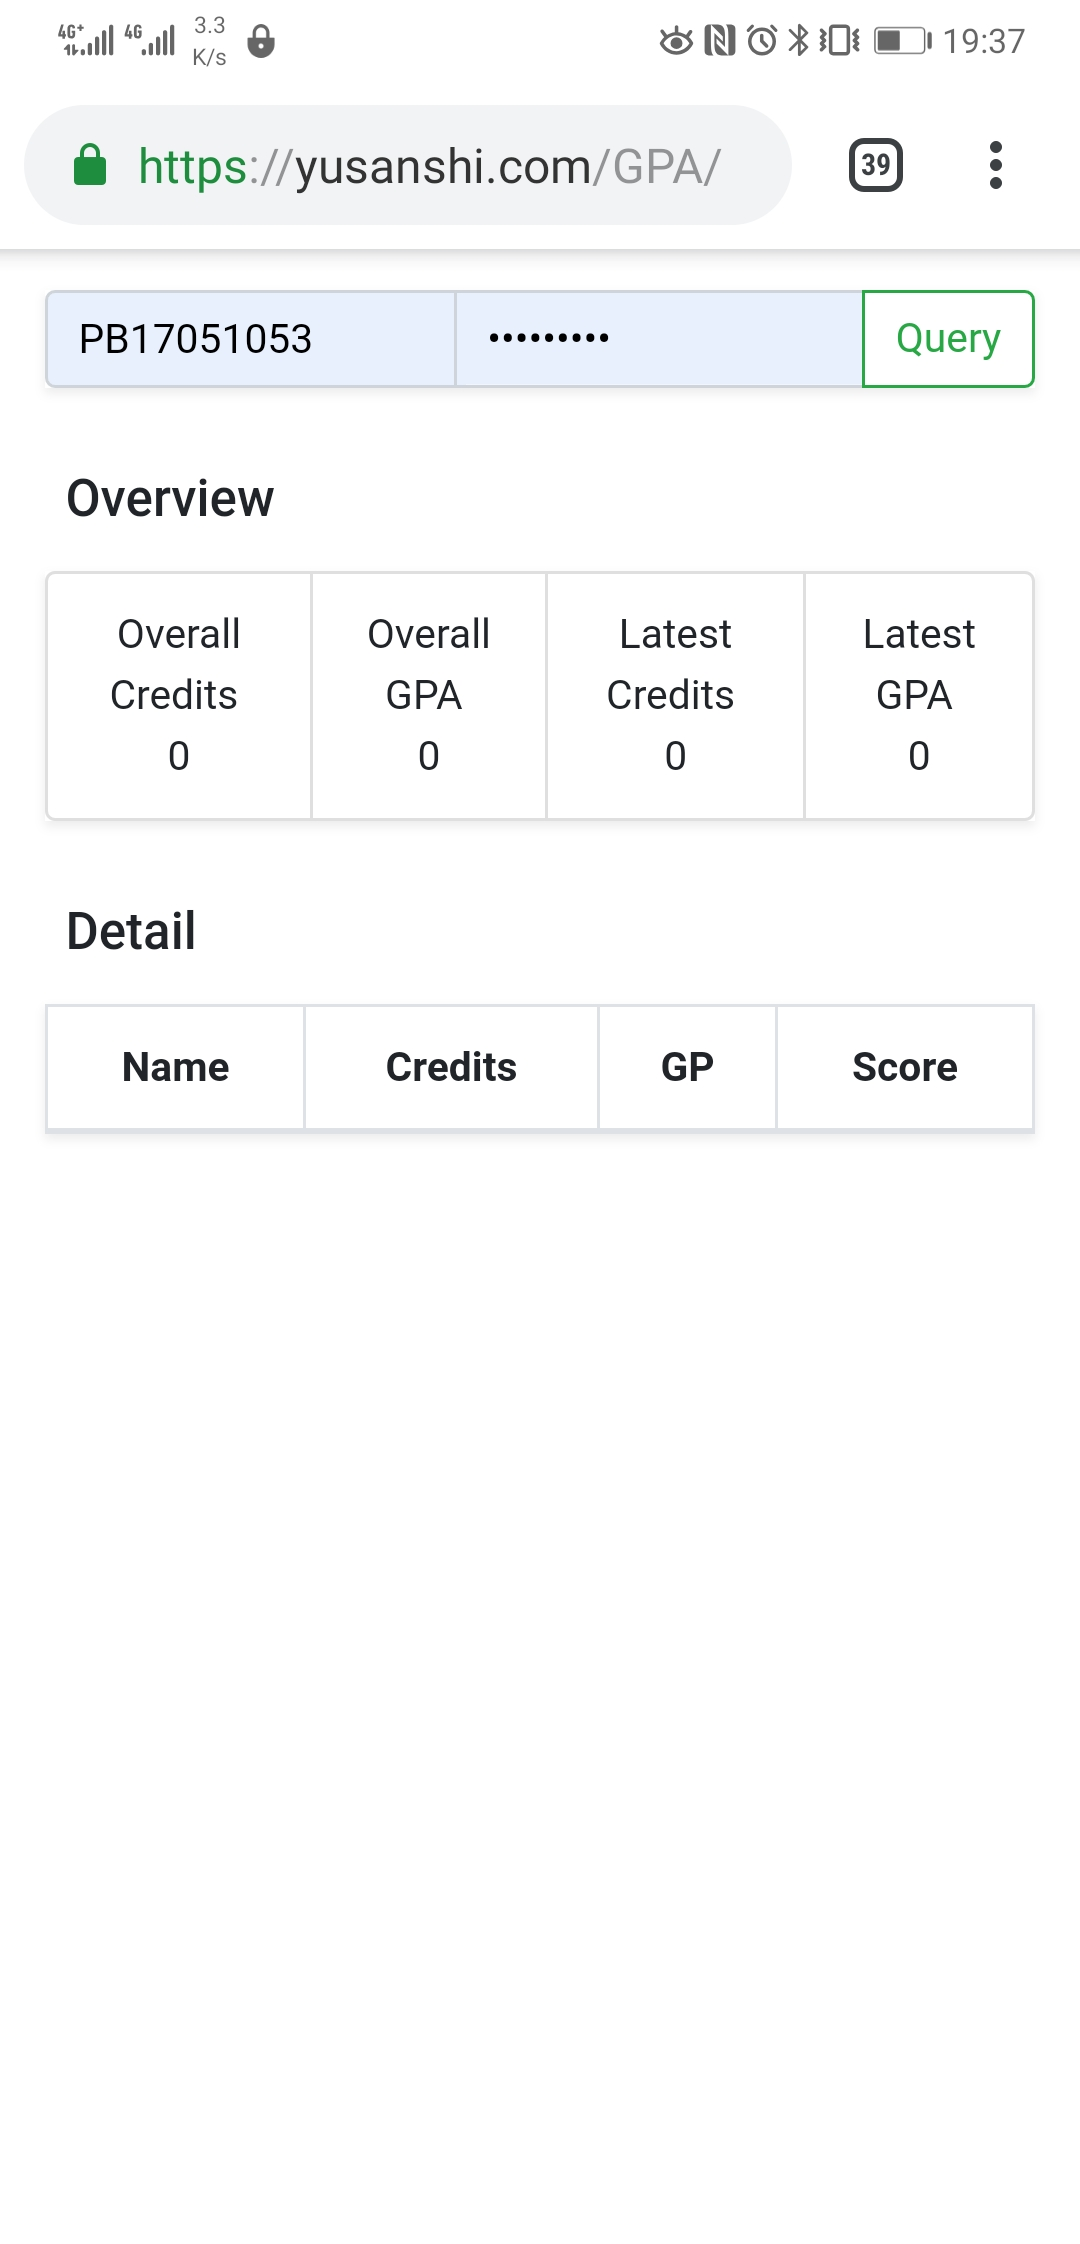 4G+ 4G 3.3 K/s 19:37
https://yusanshi.com/GPA/ 39
PB17051053 ••••••••• Query
Overview
Overall Credits 0
Overall GPA 0
Latest Credits 0
Latest GPA 0
Detail
Name Credits GP Score